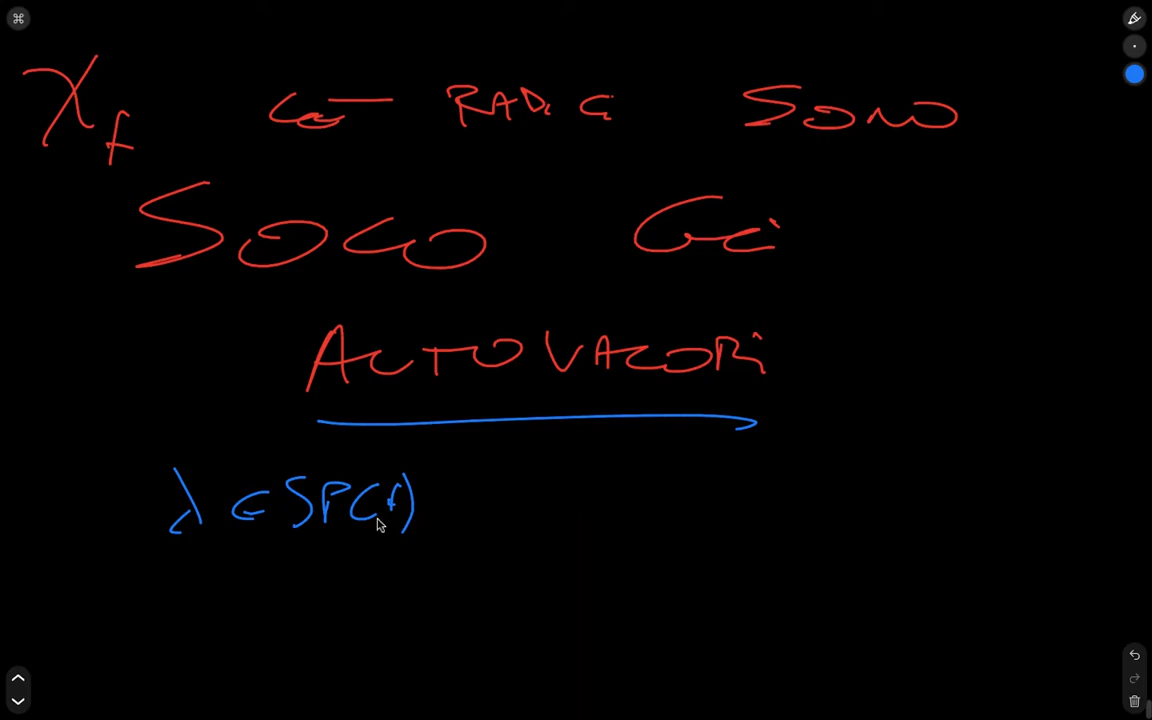 χf LE RADICI SONO
SOLO GLI
AUTOVALORI
λ ∈ SP(f)